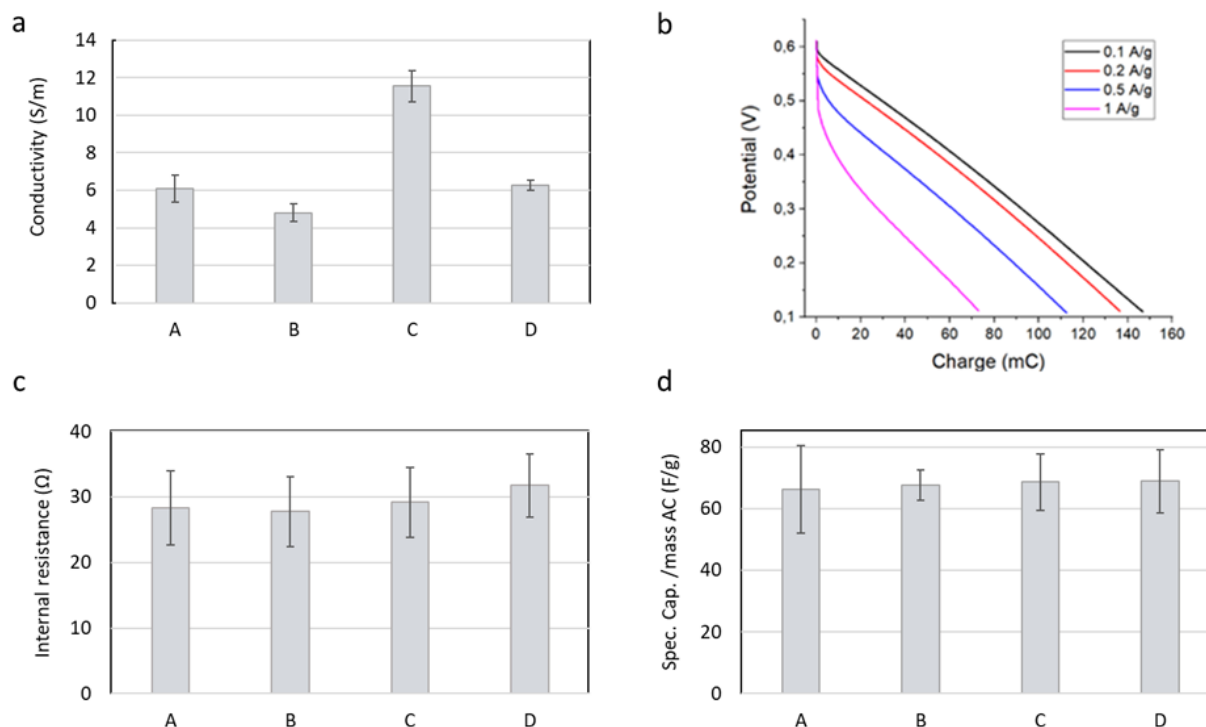 a
Conductivity (S/m)
14
12
10
8
6
4
2
0
A B C D
b
Potential (V)
0,6
0,5
0,4
0,3
0,2
0,1
0.1 A/g
0.2 A/g
0.5 A/g
1 A/g
0 20 40 60 80 100 120 140 160
Charge (mC)
c
Internal resistance (Ω)
40
30
20
10
0
A B C D
d
Spec. Cap. /mass AC (F/g)
80
60
40
20
0
A B C D